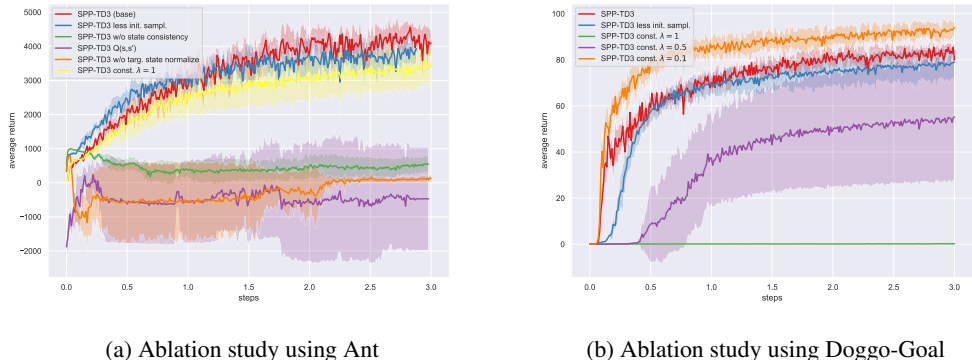 SPP-TD3 (base)
SPP-TD3 less init. sampl.
SPP-TD3 w/o state consistency
SPP-TD3 Q(s,s')
SPP-TD3 w/o targ. state normalize
SPP-TD3 const. λ = 1
5000
4000
3000
2000
1000
0
−1000
−2000
average return
0.0 0.5 1.0 1.5 2.0 2.5 3.0
steps
(a) Ablation study using Ant
SPP-TD3
SPP-TD3 less init. sampl.
SPP-TD3 const. λ = 1
SPP-TD3 const. λ = 0.5
SPP-TD3 const. λ = 0.1
100
80
60
40
20
0
average return
0.0 0.5 1.0 1.5 2.0 2.5 3.0
steps
(b) Ablation study using Doggo-Goal